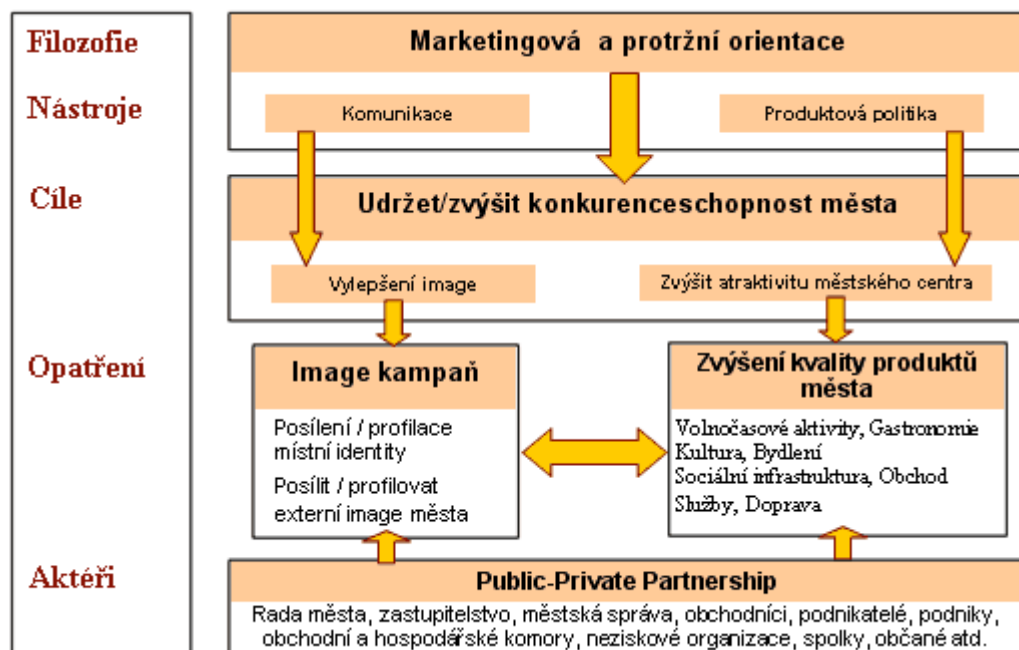 Filozofie
Marketingová a protržní orientace
Nástroje
Komunikace
Produktová politika
Cíle
Udržet/zvýšit konkurenceschopnost města
Vylepšení image
Zvýšit atraktivitu městského centra
Opatření
Image kampaň
Posílení / profilace
místní identity
Posílit / profilovat
externí image města
Zvýšení kvality produktů
města
Volnočasové aktivity, Gastronomie
Kultura, Bydlení
Sociální infrastruktura, Obchod
Služby, Doprava
Aktéři
Public-Private Partnership
Rada města, zastupitelstvo, městská správa, obchodníci, podnikatelé, podniky,
obchodní a hospodářské komory, neziskové organizace, spolky, občané atd.